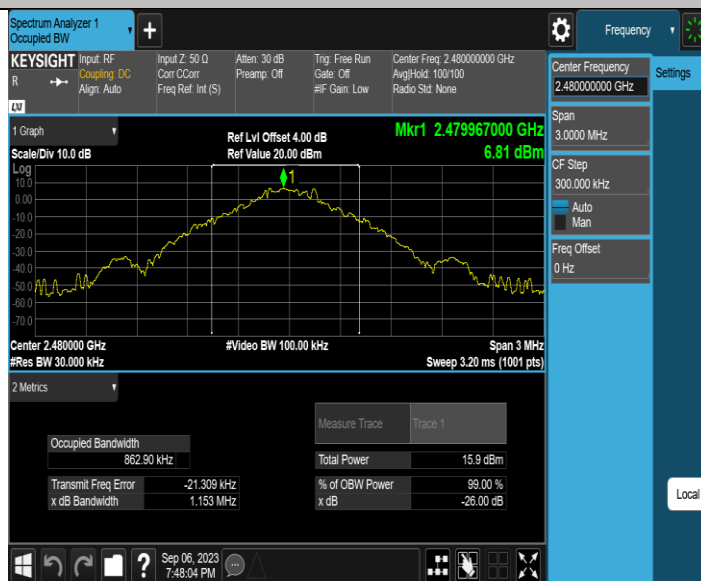 Spectrum Analyzer 1
Occupied BW
+
Frequency
KEYSIGHT
R
LXI
Input: RF
Coupling: DC
Align: Auto
Input Z: 50 Ω
Corr CCorr
Freq Ref: Int (S)
Atten: 30 dB
Preamp: Off
Trig: Free Run
Gate: Off
#IF Gain: Low
Center Freq: 2.480000000 GHz
Avg|Hold: 100/100
Radio Std: None
Center Frequency
2.480000000 GHz
Settings
Span
3.0000 MHz
CF Step
300.000 kHz
Auto
Man
Freq Offset
0 Hz
1 Graph
Scale/Div 10.0 dB
Ref Lvl Offset 4.00 dB
Ref Value 20.00 dBm
Mkr1 2.479967000 GHz
6.81 dBm
Log
1
10.0
0.00
-10.0
-20.0
-30.0
-40.0
-50.0
-60.0
-70.0
Center 2.480000 GHz
#Video BW 100.00 kHz
Span 3 MHz
#Res BW 30.000 kHz
Sweep 3.20 ms (1001 pts)
2 Metrics
Measure Trace
Trace 1
Occupied Bandwidth
862.90 kHz
Total Power
15.9 dBm
Transmit Freq Error
-21.309 kHz
% of OBW Power
99.00 %
x dB Bandwidth
1.153 MHz
x dB
-26.00 dB
Local
?
Sep 06, 2023
7:48:04 PM